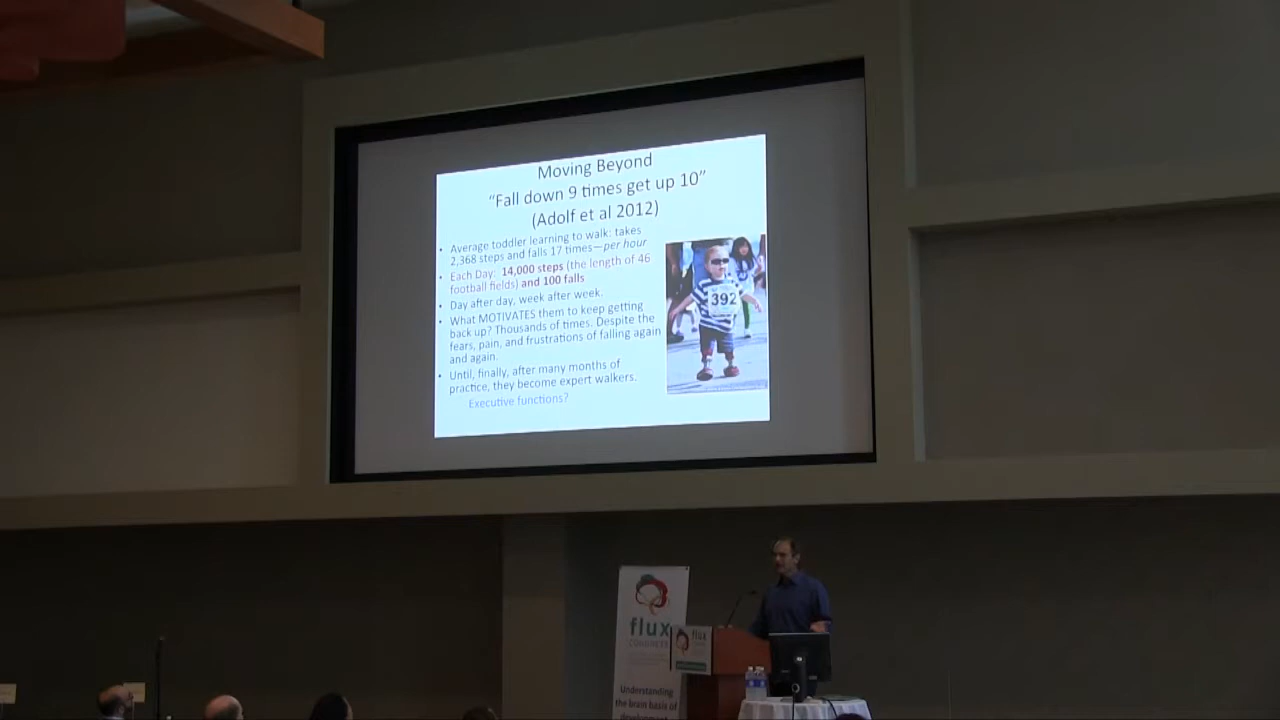 Moving Beyond
“Fall down 9 times get up 10”
(Adolf et al 2012)
• Average toddler learning to walk: takes
2,368 steps and falls 17 times—per hour
• Each Day: 14,000 steps (the length of 46
football fields) and 100 falls
• Day after day, week after week.
• What MOTIVATES them to keep getting
back up? Thousands of times. Despite the
fears, pain, and frustrations of falling again
and again.
• Until, finally, after many months of
practice, they become expert walkers.
Executive functions?
392
flux
CONGRESS
flux
Understanding
the brain basis of
development